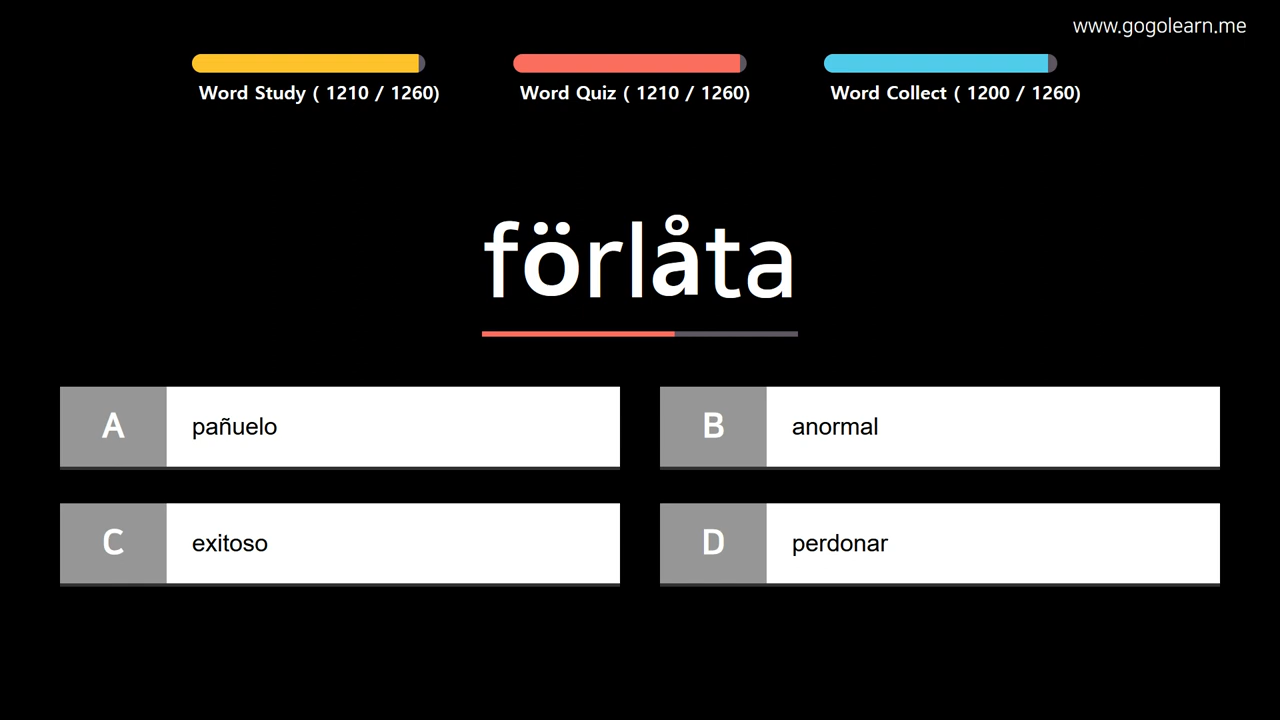 www.gogolearn.me
Word Study ( 1210 / 1260)
Word Quiz ( 1210 / 1260)
Word Collect ( 1200 / 1260)
förlåta
A pañuelo
B anormal
C exitoso
D perdonar